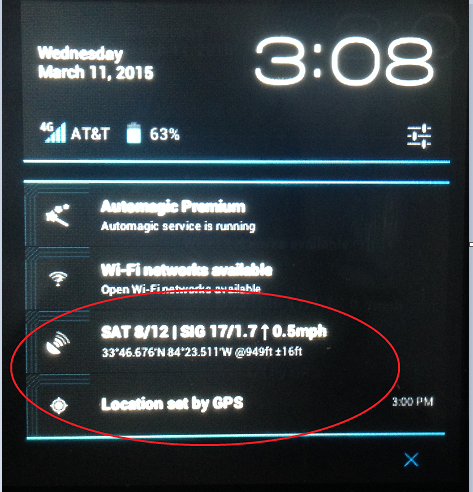 Wednesday
March 11, 2015
3:08
4G AT&T 63%
Automagic Premium
Automagic service is running
Wi-Fi networks available
Open Wi-Fi networks available
SAT 8/12 | SIG 17/1.7 ↑ 0.5mph
33°46.676'N 84°23.511'W @949ft ±16ft
Location set by GPS 3:00 PM